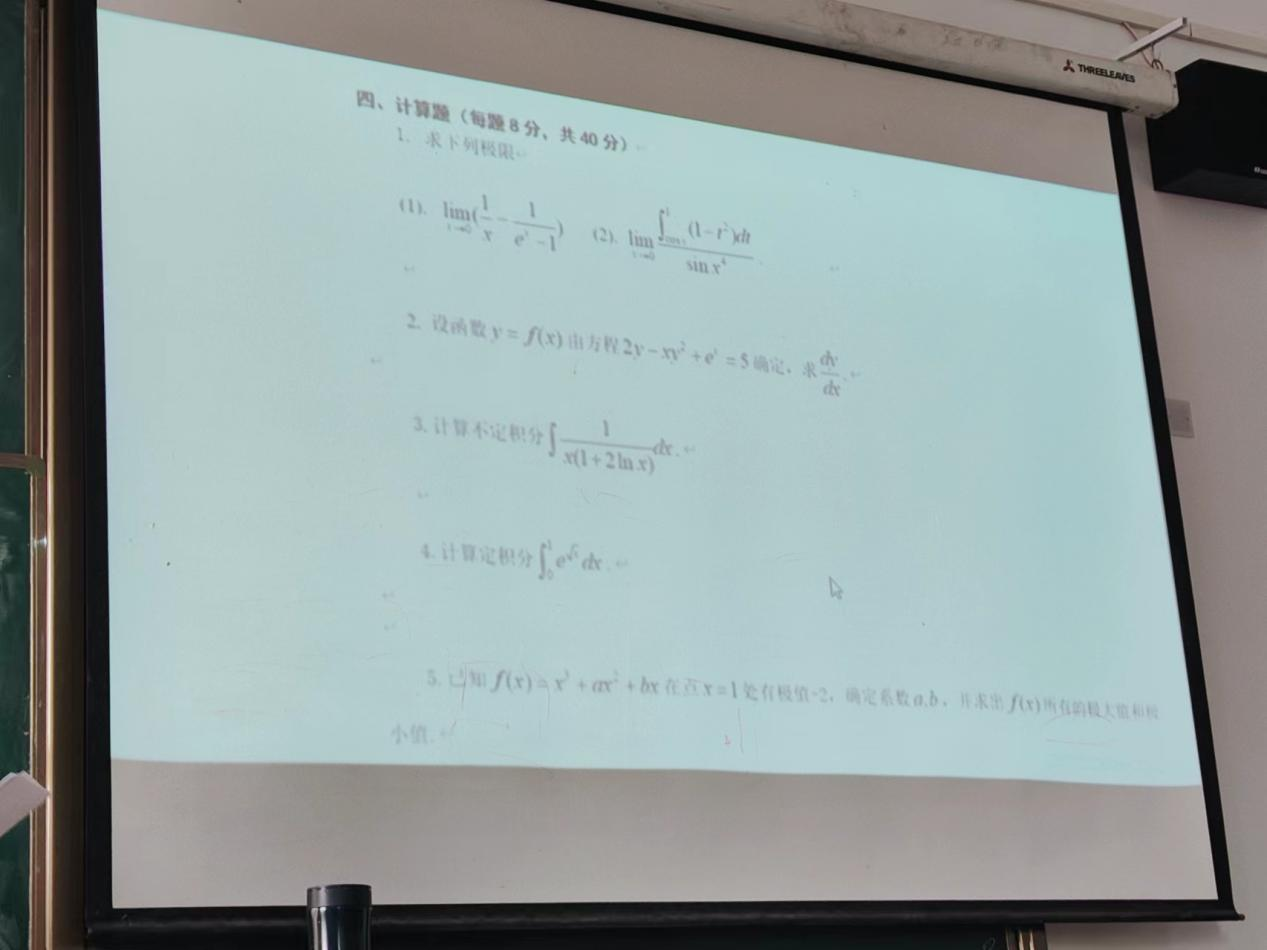 THREELEAVES
四、计算题（每题 8 分、共 40 分）
1. 求下列极限
(1). lim(1/x - 1/(e^x - 1)) x→0 (2). lim ∫_{cos x}^{1} (1-t²)dt / sin x⁴ x→0
2. 设函数 y = f(x) 由方程 2y - xy² + e^ = 5 确定，求 dy/dx.
3. 计算不定积分 ∫ 1/(x(1+2ln x)) dx.
4. 计算定积分 ∫₀¹ e^{√x} dx.
5. 已知 f(x) = x³ + ax² + bx 在点 x = 1 处有极值-2，确定系数 a,b，并求出 f(x) 所有的极大值和极
小值.